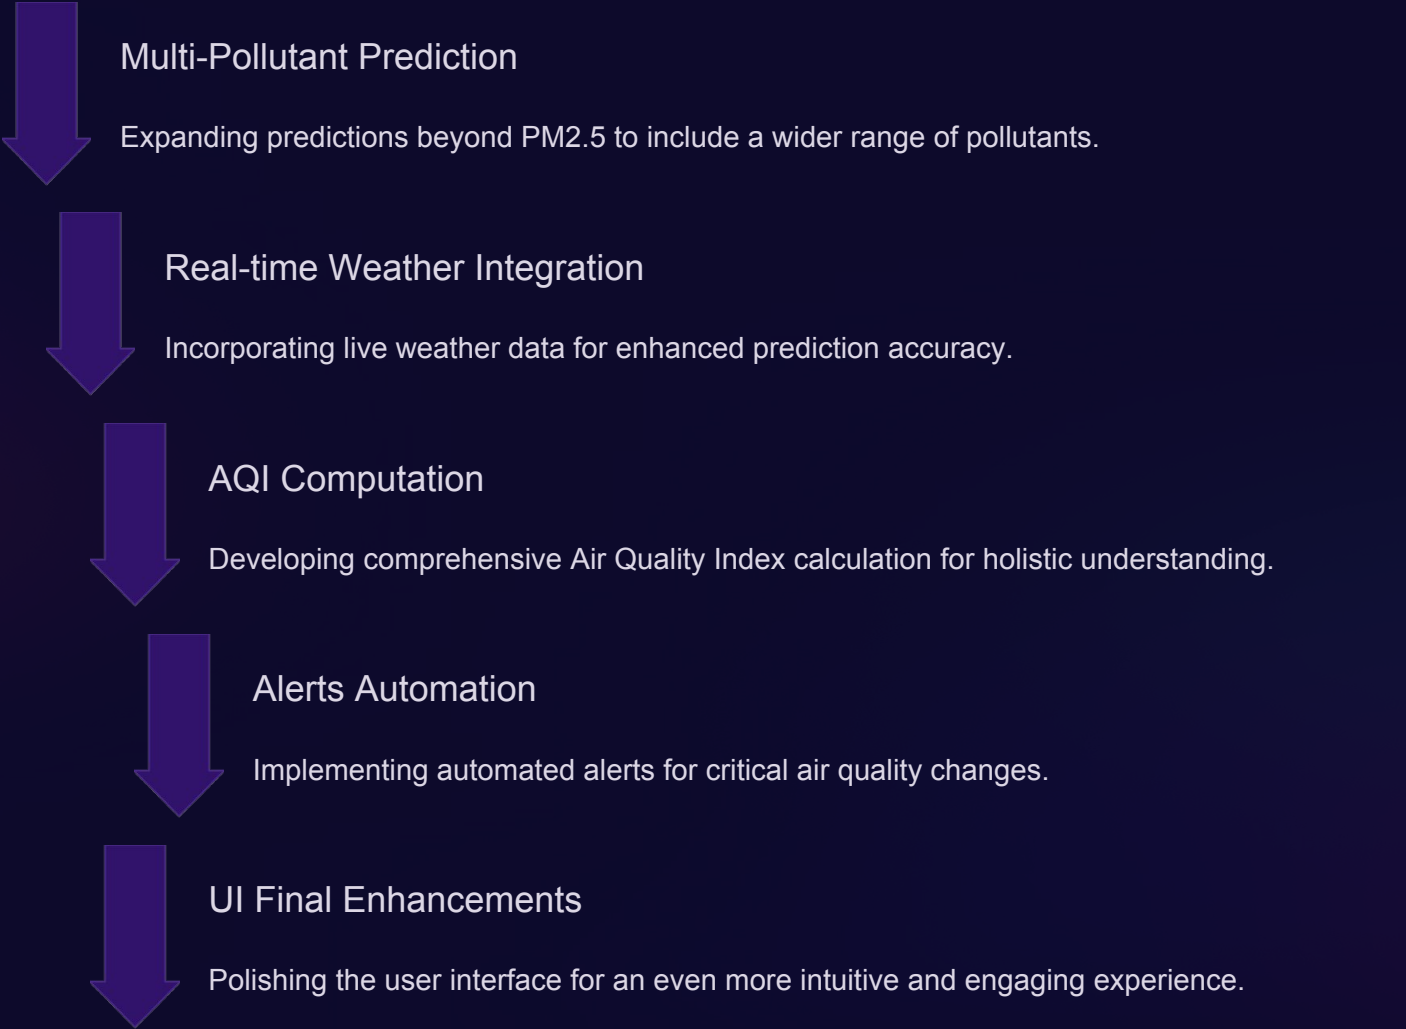 Multi-Pollutant Prediction
Expanding predictions beyond PM2.5 to include a wider range of pollutants.
Real-time Weather Integration
Incorporating live weather data for enhanced prediction accuracy.
AQI Computation
Developing comprehensive Air Quality Index calculation for holistic understanding.
Alerts Automation
Implementing automated alerts for critical air quality changes.
UI Final Enhancements
Polishing the user interface for an even more intuitive and engaging experience.